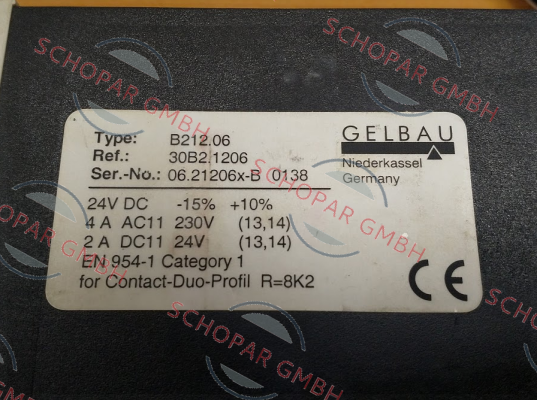 SCHOPAR GMBH
SCHOPAR GMBH
GELBAU
Niederkassel
Germany
Type: B212.06
Ref.: 30B2.1206
Ser.-No.: 06.21206x-B 0138
24V DC -15% +10%
4 A AC11 230V (13,14)
2 A DC11 24V (13,14)
EN 954-1 Category 1
for Contact-Duo-Profil R=8K2
CE
SCHOPAR GMBH
SCHOPAR GMBH
SCHOPAR GMBH